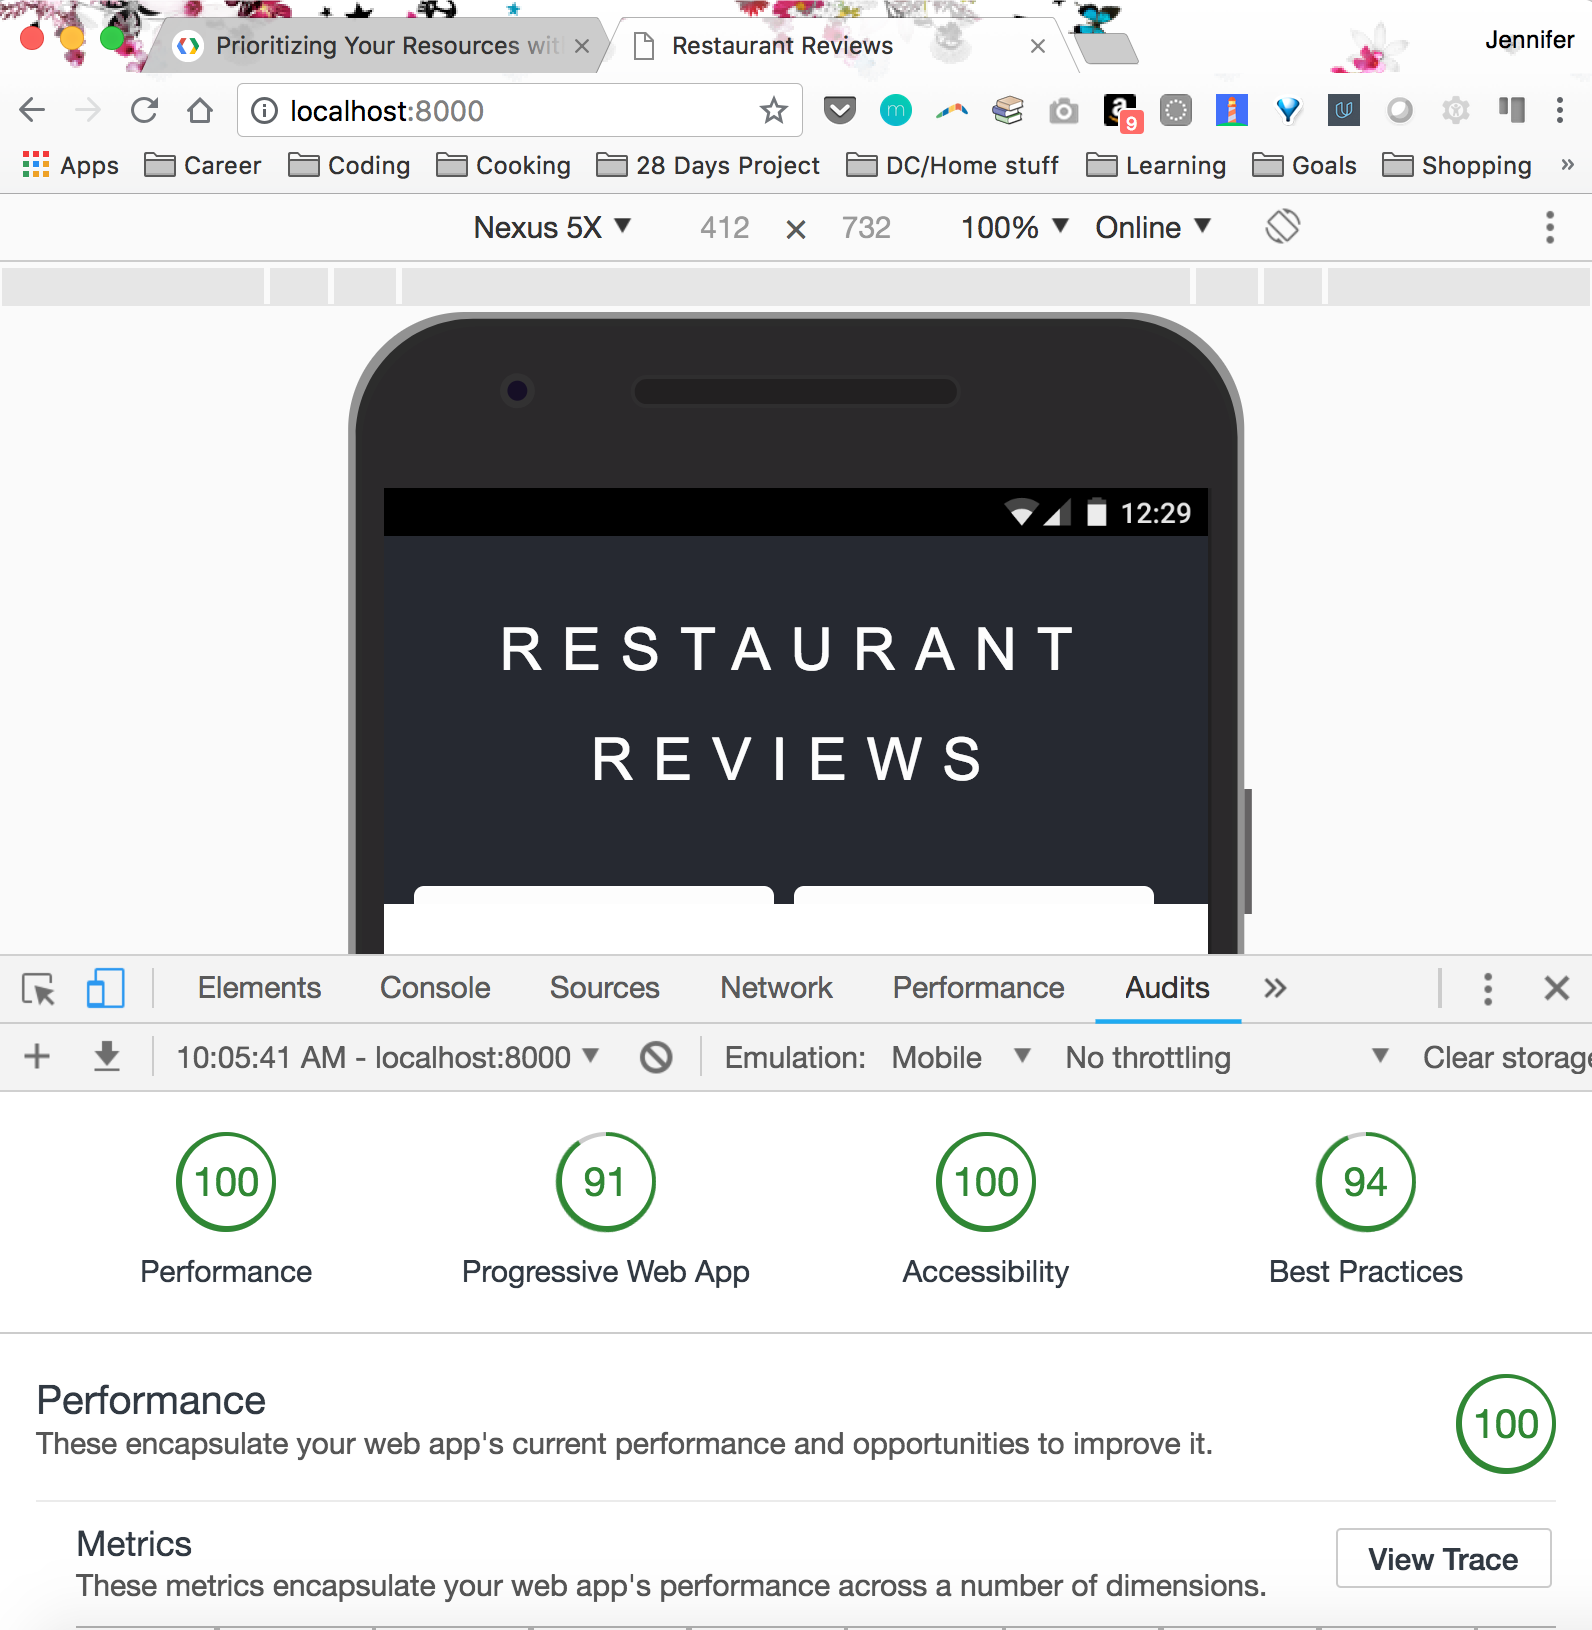 Prioritizing Your Resources wit
Restaurant Reviews
Jennifer
localhost:8000
m
a
9
U
Apps
Career
Coding
Cooking
28 Days Project
DC/Home stuff
Learning
Goals
Shopping
»
Nexus 5X
412 × 732
100%
Online
12:29
RESTAURANT
REVIEWS
Elements
Console
Sources
Network
Performance
Audits
»
10:05:41 AM - localhost:8000
Emulation:
Mobile
No throttling
Clear storage
100
91
100
94
Performance
Progressive Web App
Accessibility
Best Practices
Performance
These encapsulate your web app's current performance and opportunities to improve it.
100
Metrics
These metrics encapsulate your web app's performance across a number of dimensions.
View Trace